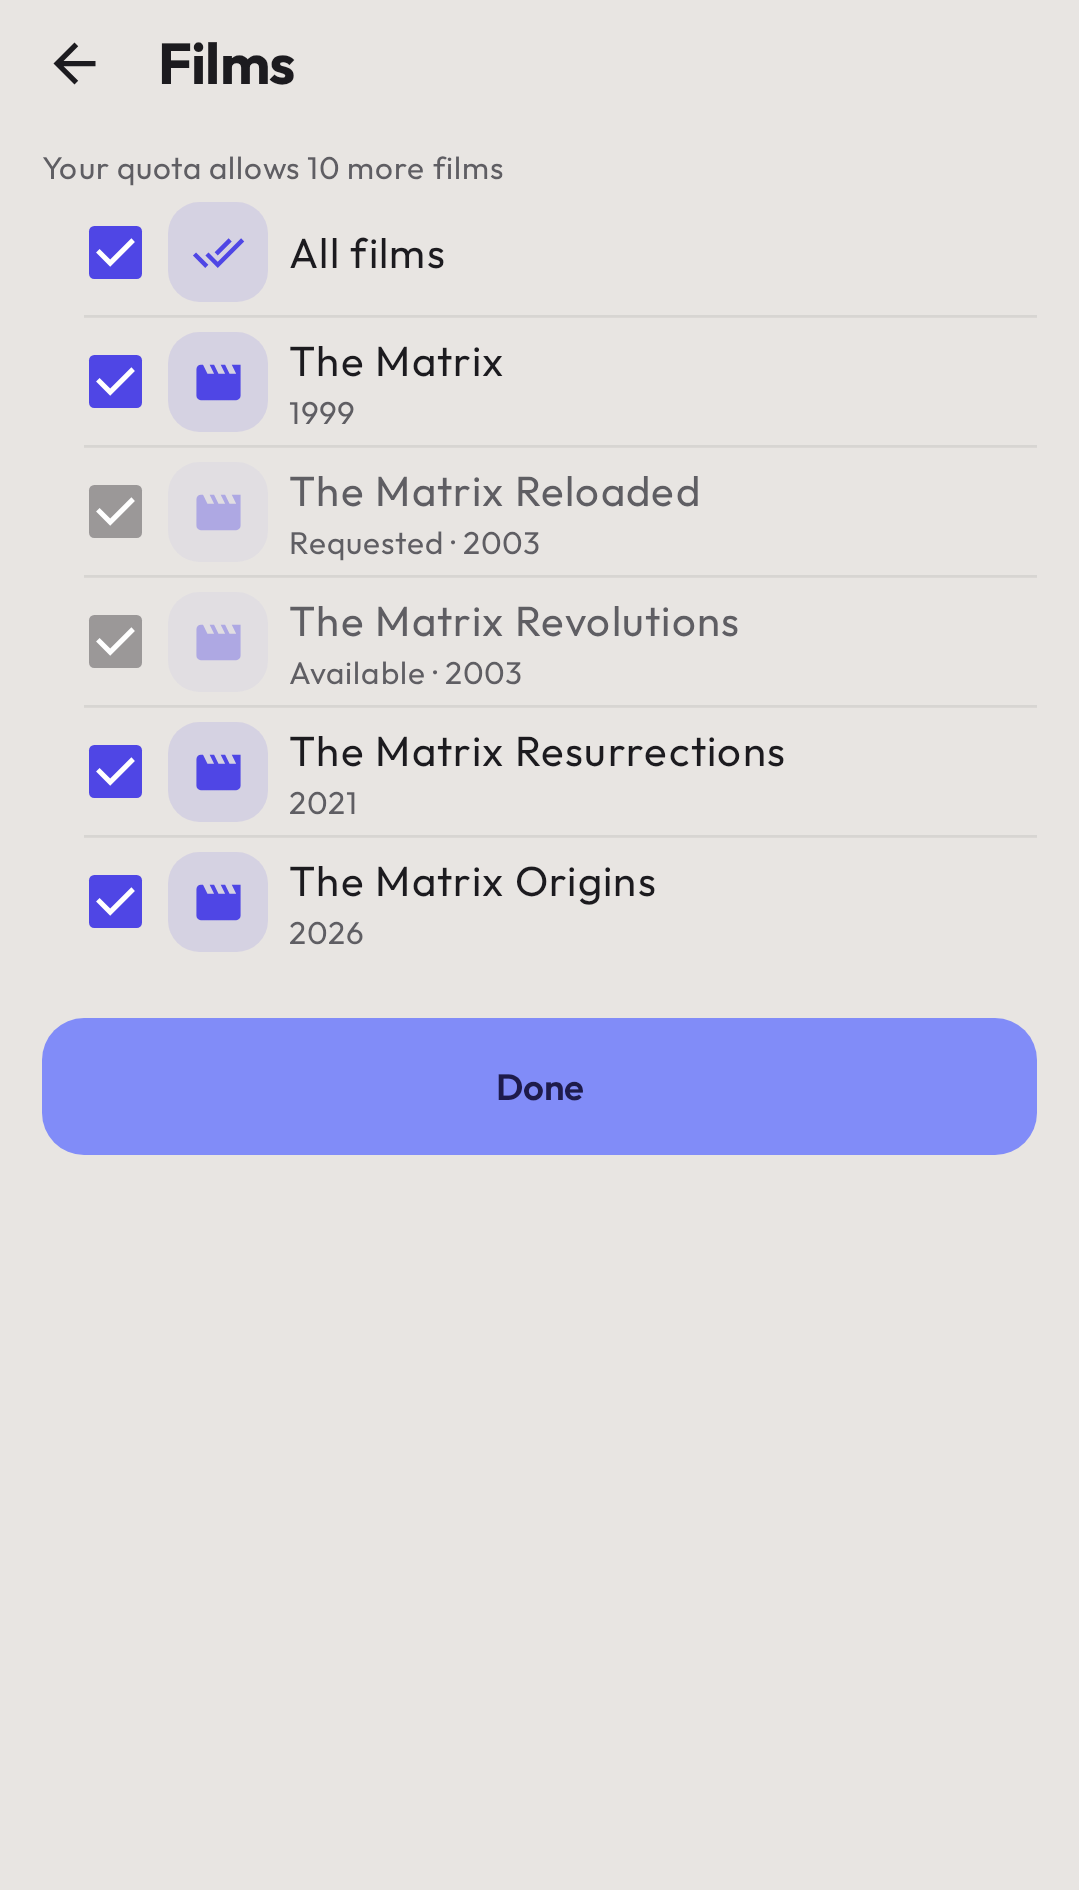 Films
Your quota allows 10 more films
All films
The Matrix
1999
The Matrix Reloaded
Requested · 2003
The Matrix Revolutions
Available · 2003
The Matrix Resurrections
2021
The Matrix Origins
2026
Done